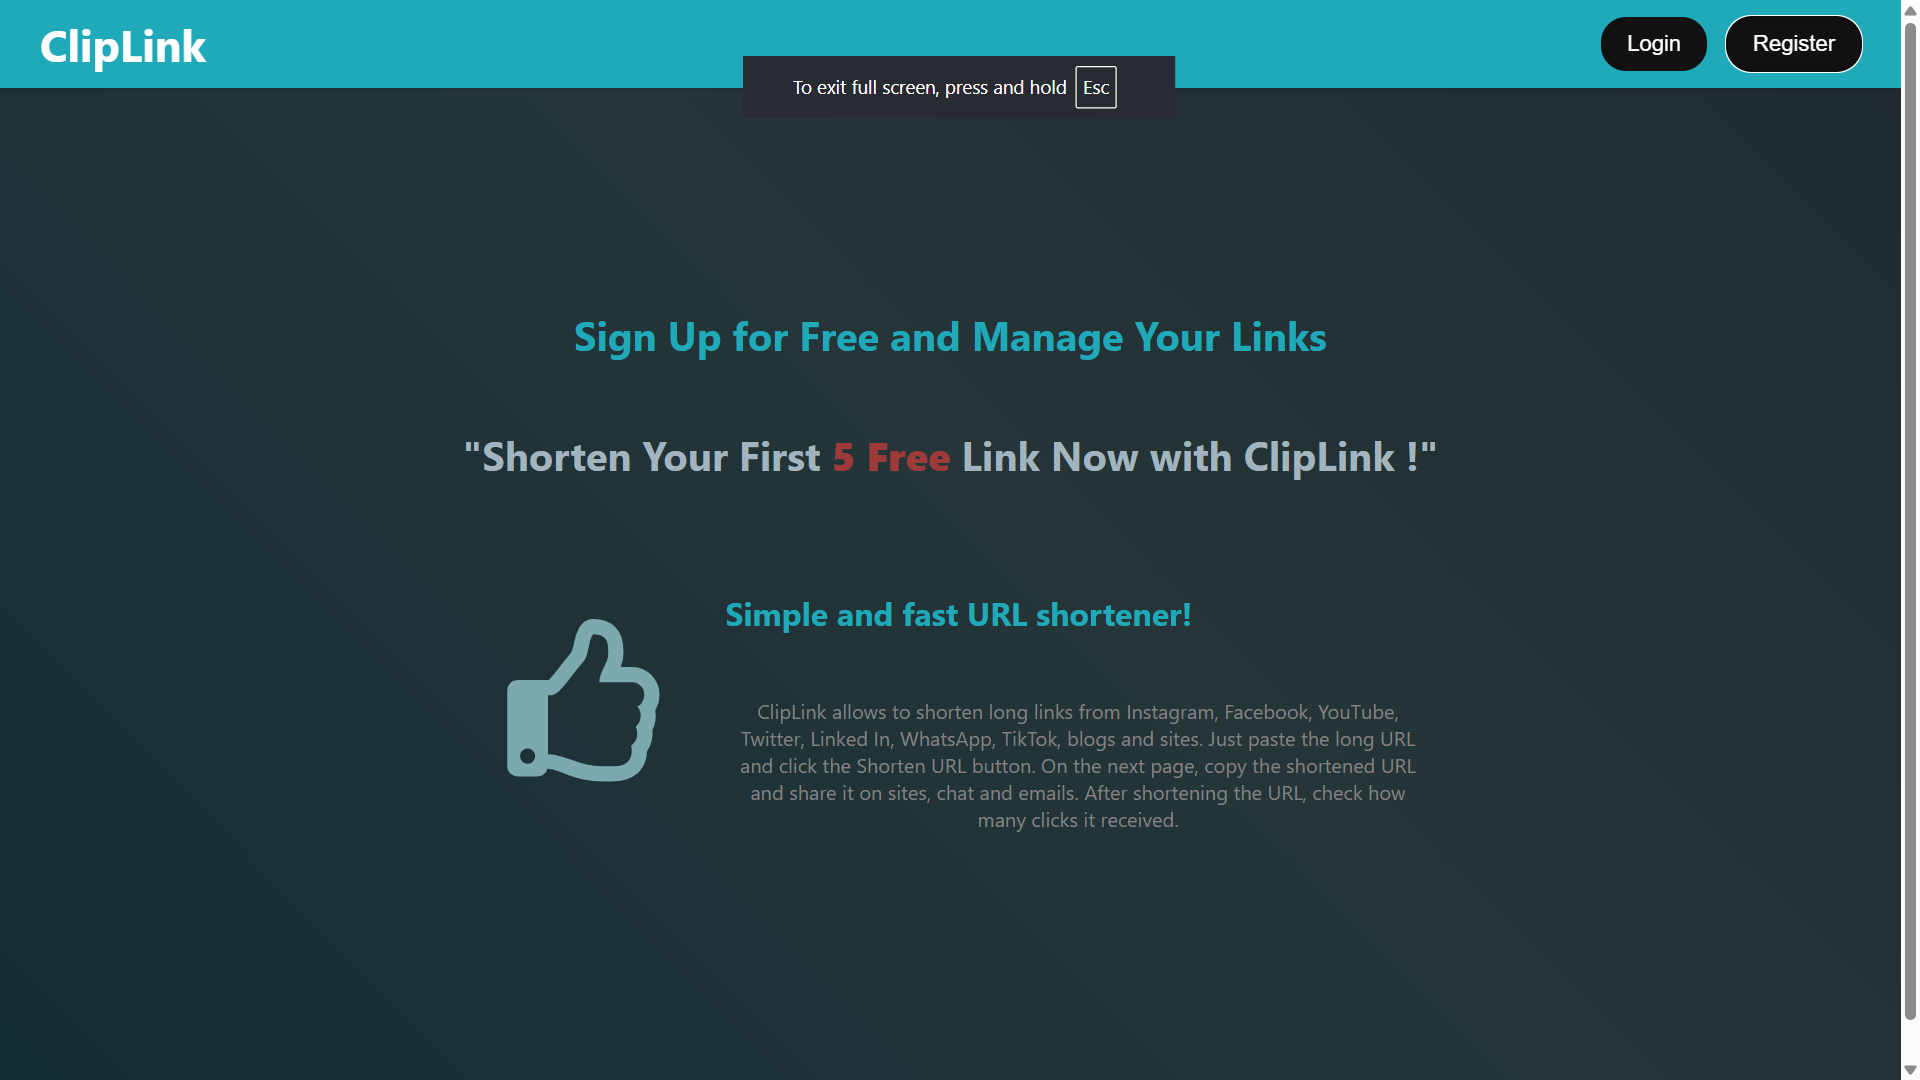 ClipLink
Login
Register
To exit full screen, press and hold Esc
Sign Up for Free and Manage Your Links
"Shorten Your First 5 Free Link Now with ClipLink !"
Simple and fast URL shortener!
ClipLink allows to shorten long links from Instagram, Facebook, YouTube,
Twitter, Linked In, WhatsApp, TikTok, blogs and sites. Just paste the long URL
and click the Shorten URL button. On the next page, copy the shortened URL
and share it on sites, chat and emails. After shortening the URL, check how
many clicks it received.